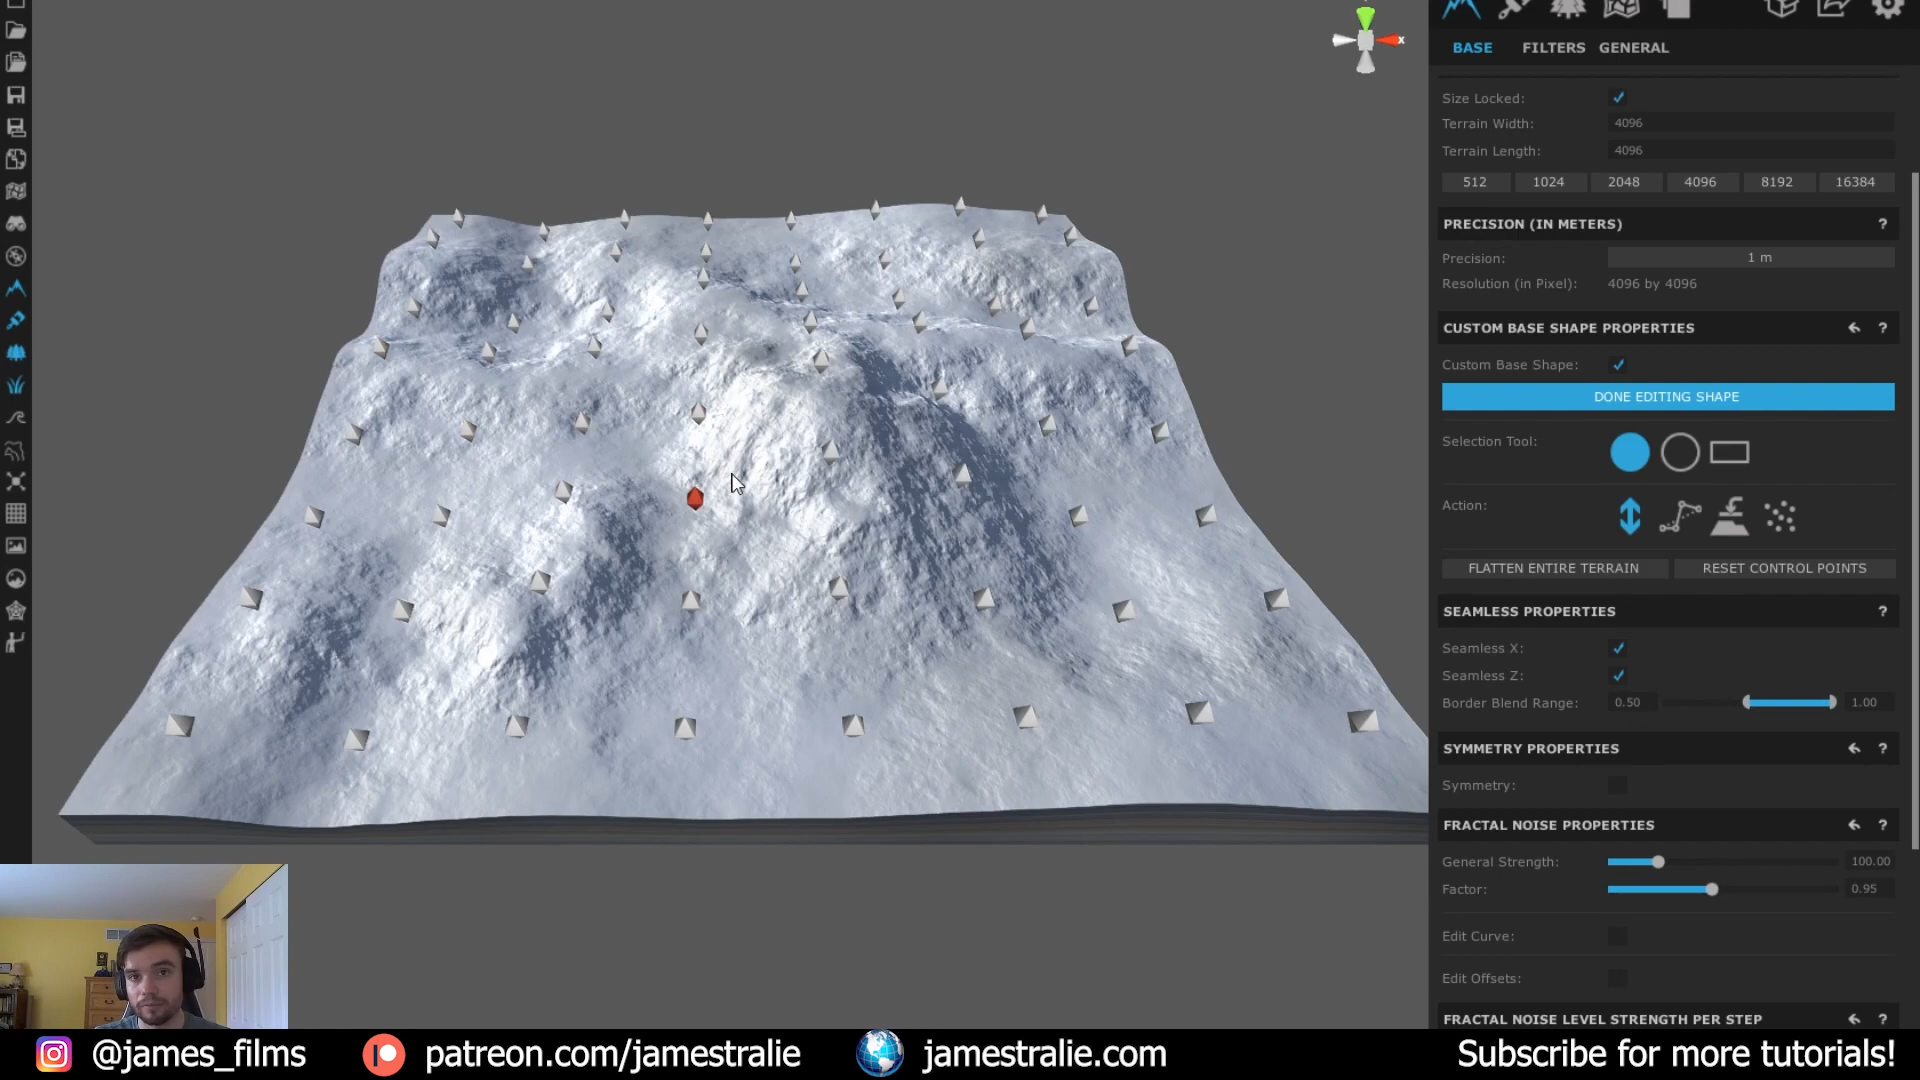 x
BASE FILTERS GENERAL
Size Locked:
Terrain Width: 4096
Terrain Length: 4096
512 1024 2048 4096 8192 16384
PRECISION (IN METERS) ?
Precision: 1 m
Resolution (in Pixel): 4096 by 4096
CUSTOM BASE SHAPE PROPERTIES ?
Custom Base Shape:
DONE EDITING SHAPE
Selection Tool:
Action:
FLATTEN ENTIRE TERRAIN RESET CONTROL POINTS
SEAMLESS PROPERTIES ?
Seamless X:
Seamless Z:
Border Blend Range: 0.50 1.00
SYMMETRY PROPERTIES ?
Symmetry:
FRACTAL NOISE PROPERTIES ?
General Strength: 100.00
Factor: 0.95
Edit Curve:
Edit Offsets:
FRACTAL NOISE LEVEL STRENGTH PER STEP ?
@james_films patreon.com/jamestralie jamestralie.com Subscribe for more tutorials!